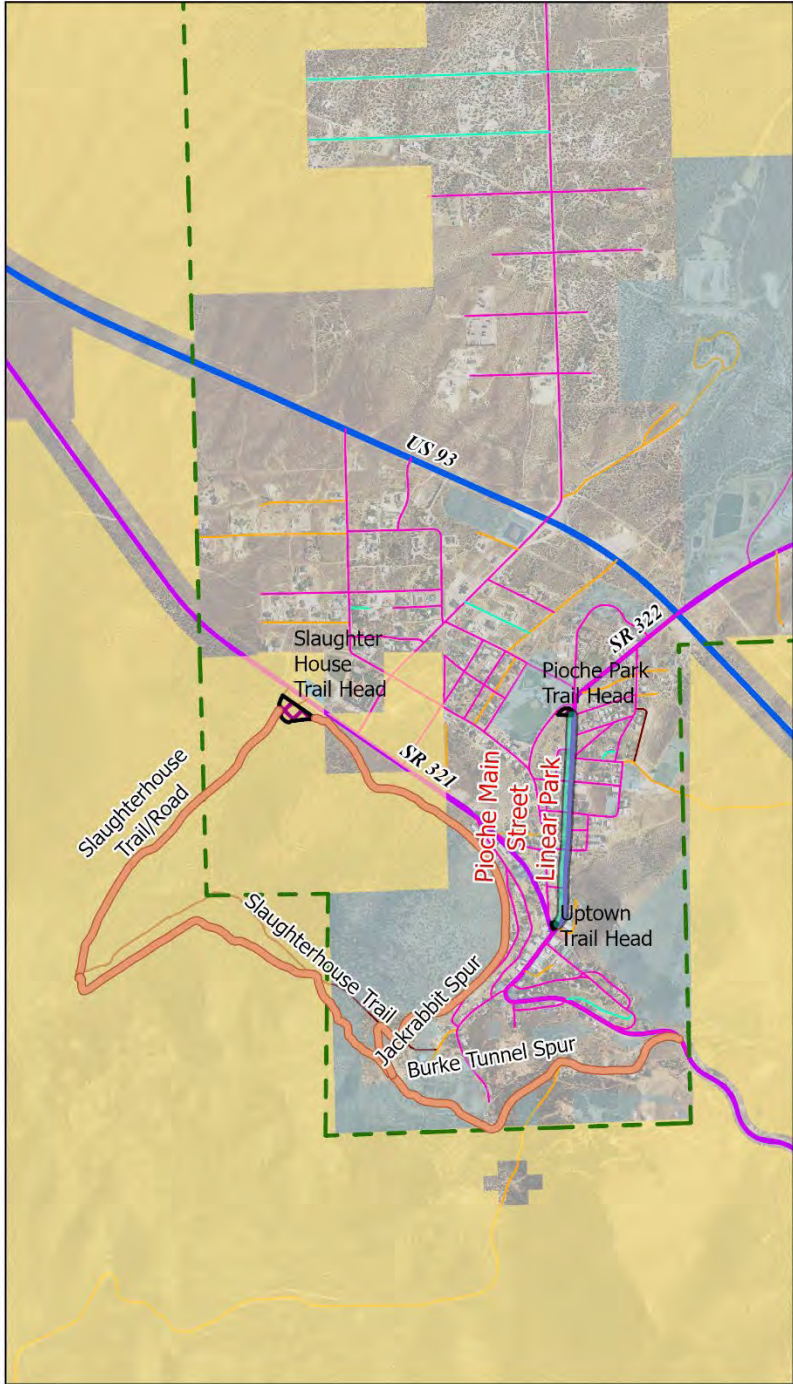 US 93
SR 322
Slaughter
House
Trail Head
Pioche Park
Trail Head
SR 321
Slaughterhouse
Trail/Road
Pioche Main
Street
Linear Park
Uptown
Trail Head
Slaughterhouse Trail
Jackrabbit Spur
Burke Tunnel Spur